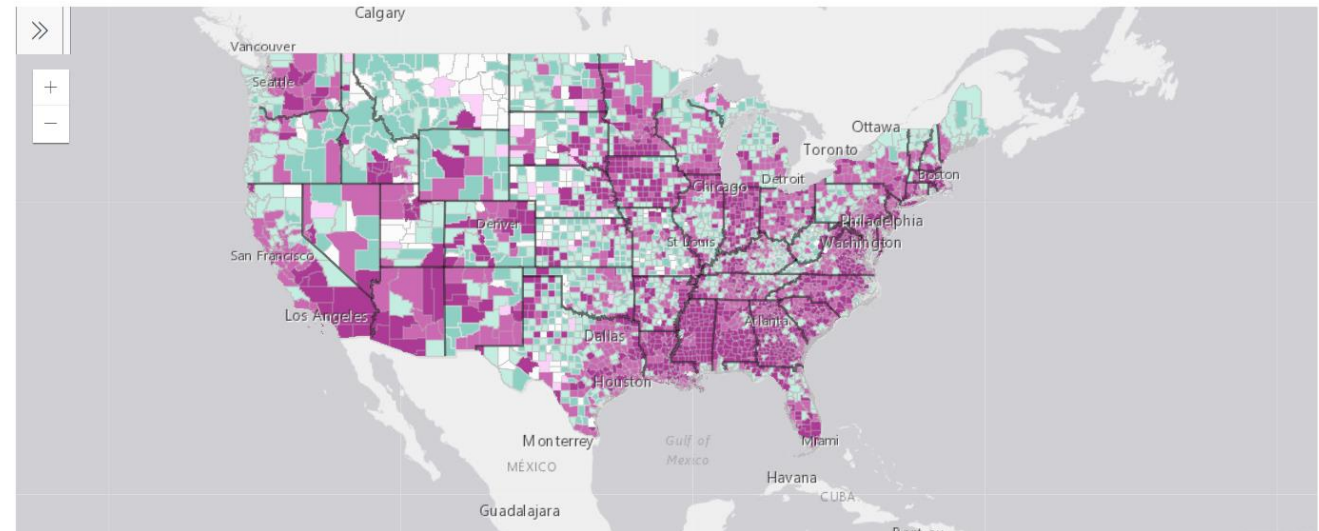 Calgary
Vancouver
Seattle
Ottawa
Toronto
Boston
Chicago
Detroit
Denver
Philadelphia
St Louis
Washington
San Francisco
Los Angeles
Atlanta
Dallas
Houston
Monterrey
Gulf of
Mexico
Miami
MÉXICO
Havana
CUBA
Guadalajara